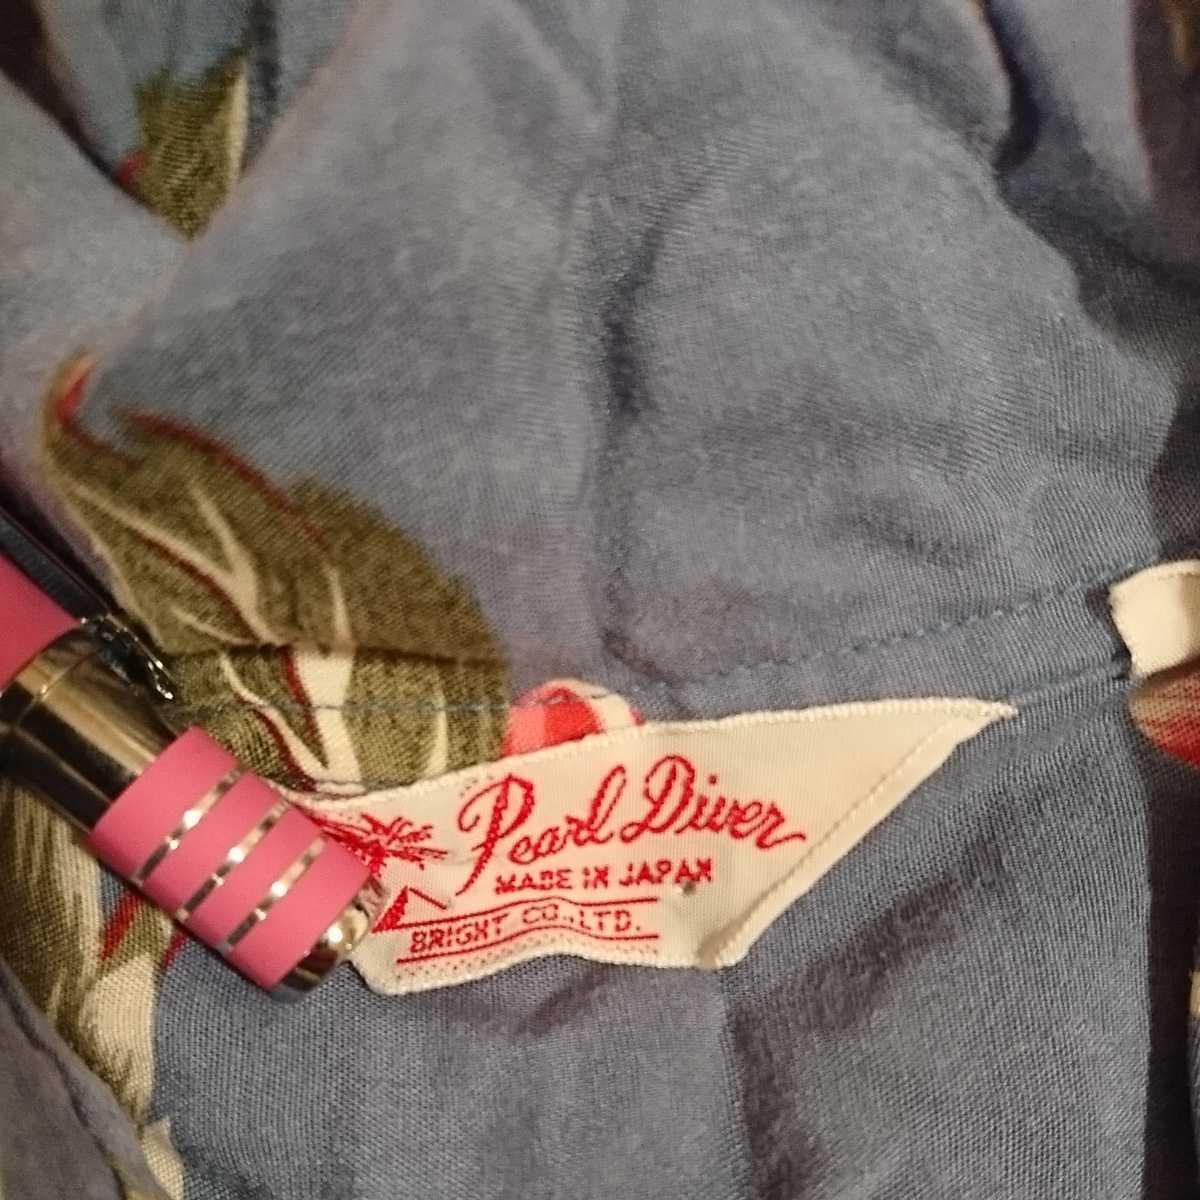 Pearl Diver
MADE IN JAPAN
BRIGHT CO.,LTD.